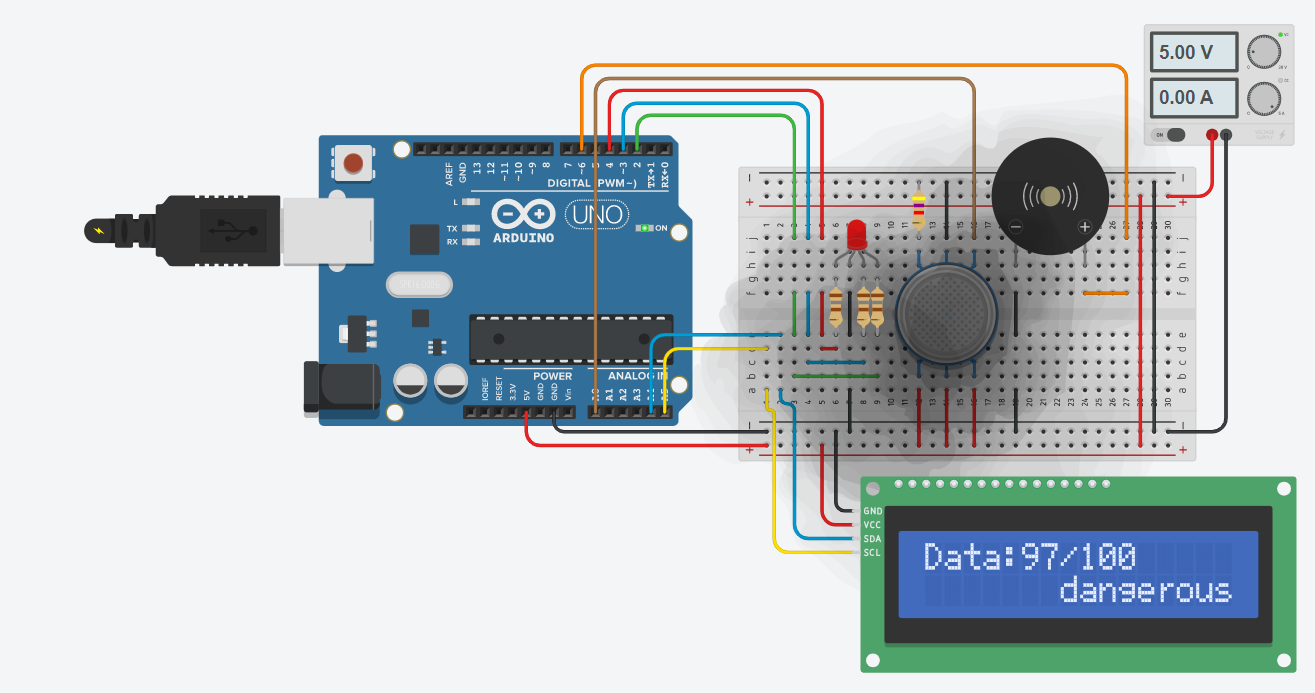 5.00 V
0.00 A
ON
AREF
GND
13
12
~11
~10
~9
8
7
~6
5
4
~3
2
TX→1
RX←0
DIGITAL (PWM~)
L
TX
RX
UNO
ON
ARDUINO
POWER
ANALOG IN
IOREF
RESET
3.3V
5V
GND
GND
Vin
A0
A1
A2
A3
A4
A5
GND
VCC
SDA
SCL
Data:97/100
dangerous